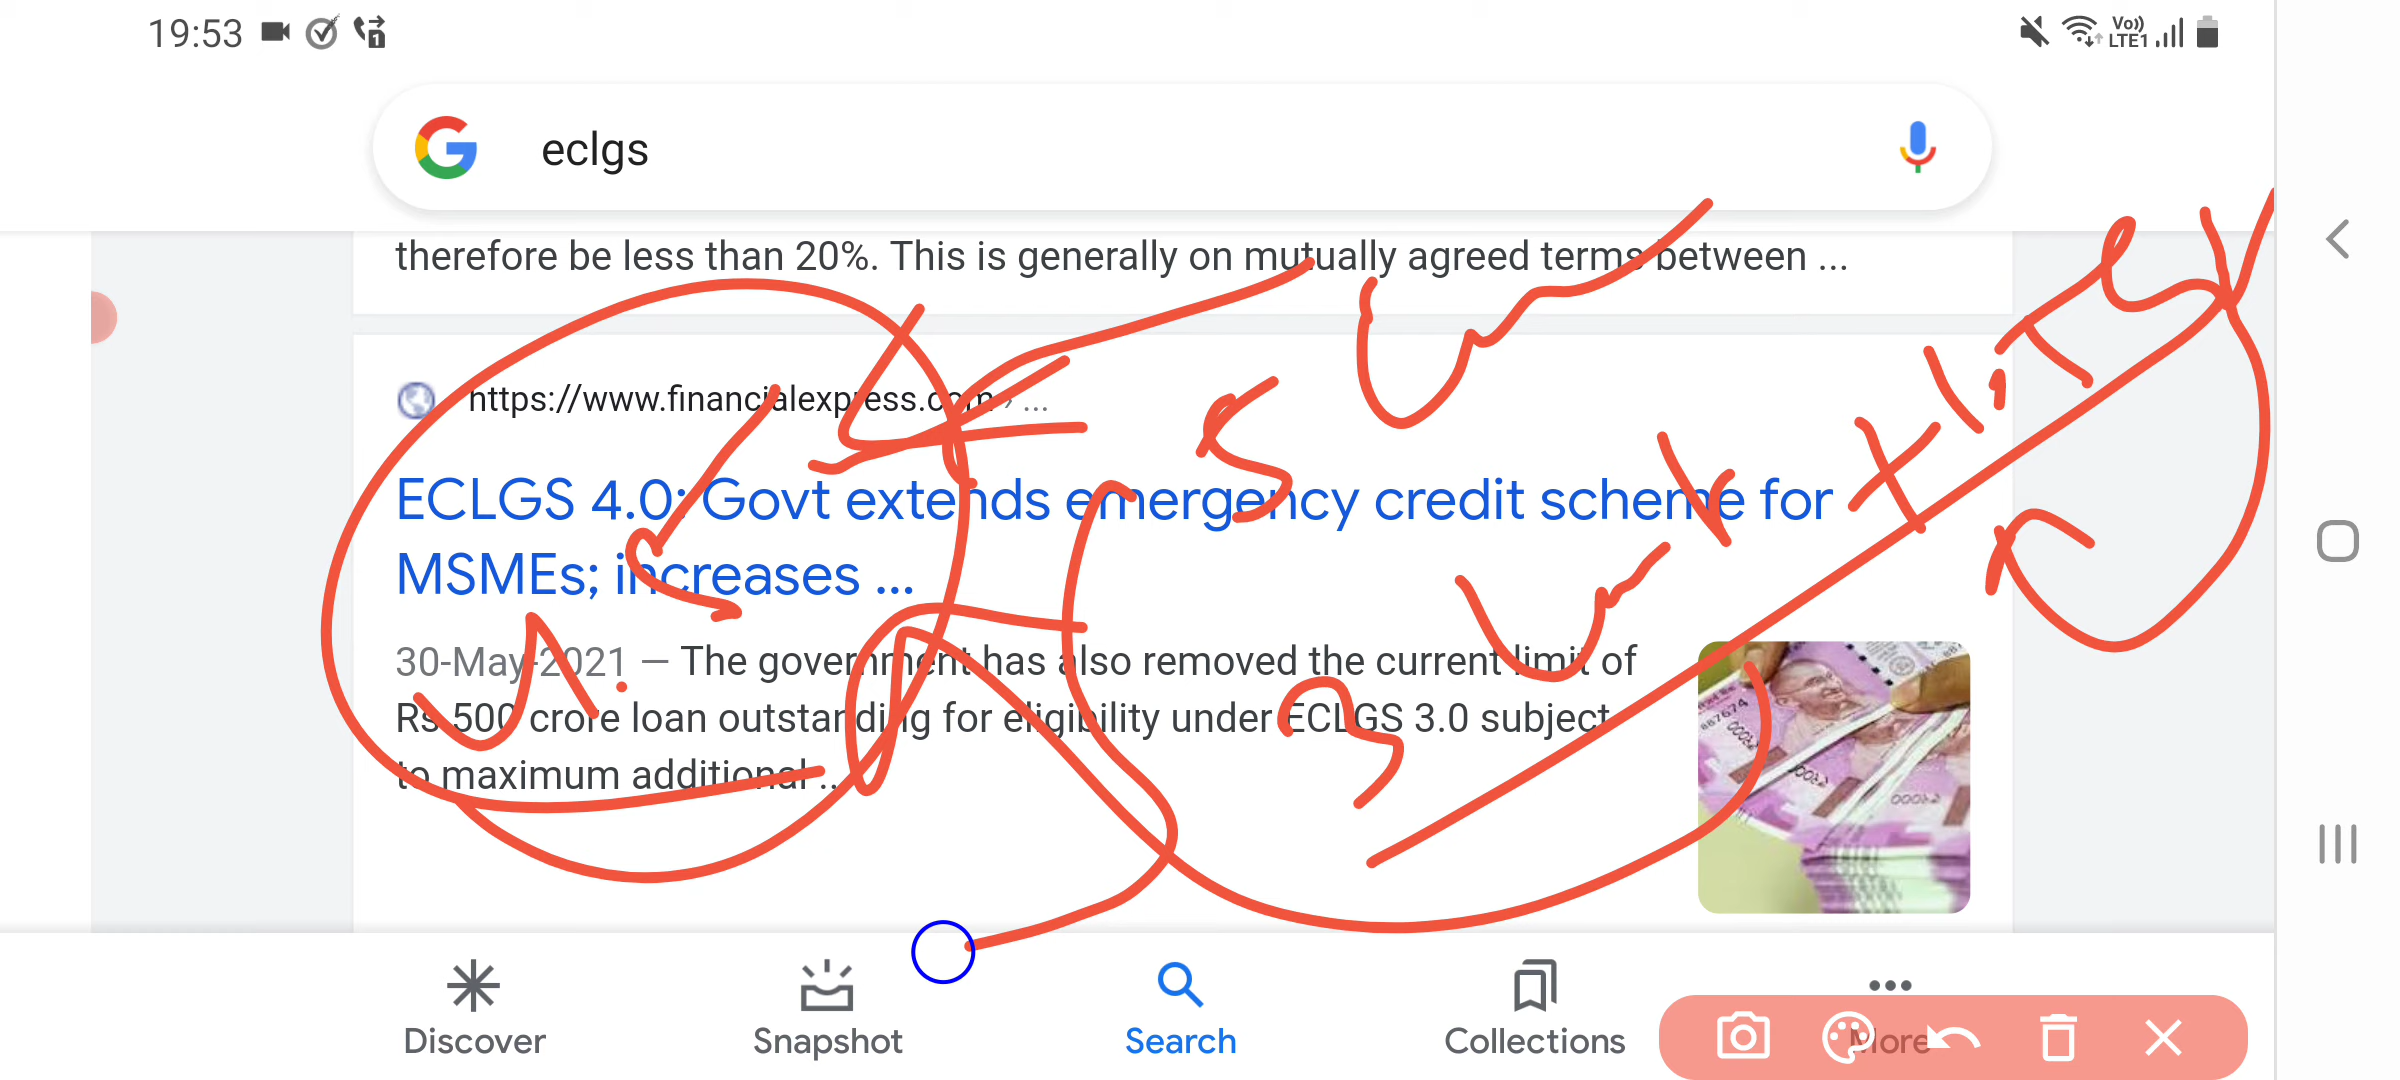 19:53
Vo)) LTE1
eclgs
therefore be less than 20%. This is generally on mutually agreed terms between ...
https://www.financialexpress.com › ...
ECLGS 4.0: Govt extends emergency credit scheme for
MSMEs; increases ...
30-May-2021 — The government has also removed the current limit of
Rs 500 crore loan outstanding for eligibility under ECLGS 3.0 subject
to maximum additional ...
Discover
Snapshot
Search
Collections
More